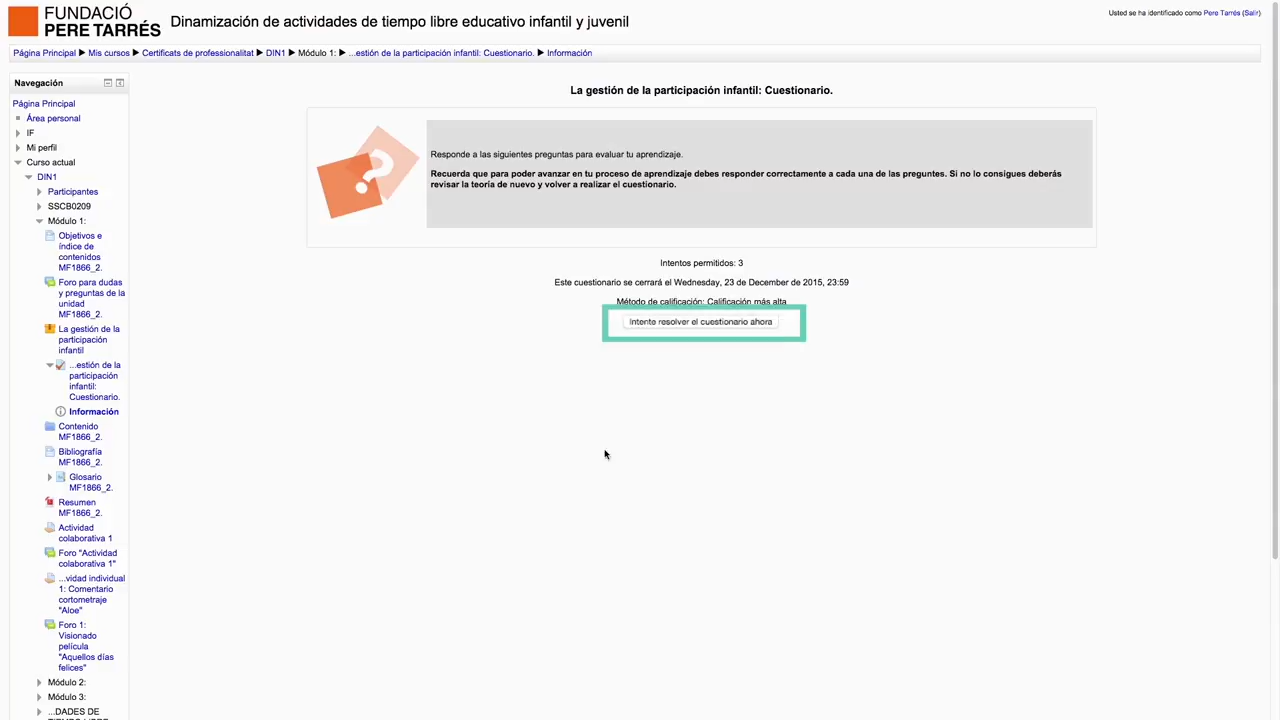 FUNDACIÓ
PERE TARRÉS
Dinamización de actividades de tiempo libre educativo infantil y juvenil
Usted se ha identificado como Pere Tarrés (Salir)
Página Principal ▶ Mis cursos ▶ Certificats de professionalitat ▶ DIN1 ▶ Módulo 1: ▶ ...estión de la participación infantil: Cuestionario. ▶ Información
Navegación
Página Principal
Área personal
IF
Mi perfil
Curso actual
DIN1
Participantes
SSCB0209
Módulo 1:
Objetivos e
índice de
contenidos
MF1866_2.
Foro para dudas
y preguntas de la
unidad
MF1866_2.
La gestión de la
participación
infantil
...estión de la
participación
infantil:
Cuestionario.
Información
Contenido
MF1866_2.
Bibliografía
MF1866_2.
Glosario
MF1866_2.
Resumen
MF1866_2.
Actividad
colaborativa 1
Foro "Actividad
colaborativa 1"
...vidad individual
1: Comentario
cortometraje
"Aloe"
Foro 1:
Visionado
película
"Aquellos días
felices"
Módulo 2:
Módulo 3:
...DADES DE
TIEMPO LIBRE
La gestión de la participación infantil: Cuestionario.
Responde a las siguientes preguntas para evaluar tu aprendizaje.
Recuerda que para poder avanzar en tu proceso de aprendizaje debes responder correctamente a cada una de las preguntas. Si no lo consigues deberás
revisar la teoría de nuevo y volver a realizar el cuestionario.
Intentos permitidos: 3
Este cuestionario se cerrará el Wednesday, 23 de December de 2015, 23:59
Método de calificación: Calificación más alta
Intente resolver el cuestionario ahora